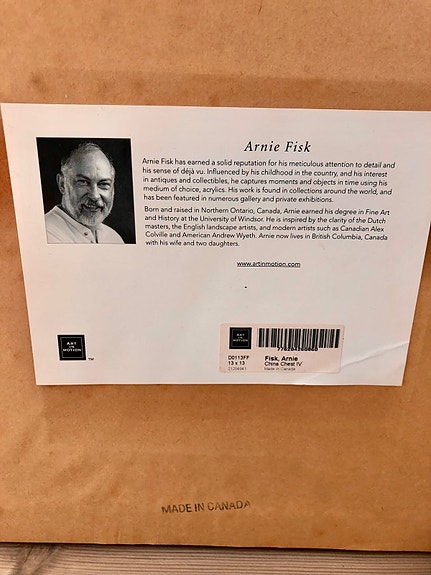 Arnie Fisk
Arnie Fisk has earned a solid reputation for his meticulous attention to detail and
his sense of déjà vu. Influenced by his childhood in the country, and his interest
in antiques and collectibles, he captures moments and objects in time using his
medium of choice, acrylics. His work is found in collections around the world, and
has been featured in numerous gallery and private exhibitions.
Born and raised in Northern Ontario, Canada, Arnie earned his degree in Fine Art
and History at the University of Windsor. He is inspired by the clarity of the Dutch
masters, the English landscape artists, and modern artists such as Canadian Alex
Colville and American Andrew Wyeth. Arnie now lives in British Columbia, Canada
with his wife and two daughters.
www.artinmotion.com
ART
IN
MOTION
TM
ART
IN
MOTION
D0113FF
13 x 13
21204941
Fisk, Arnie
China Chest IV
Made in Canada
MADE IN CANADA